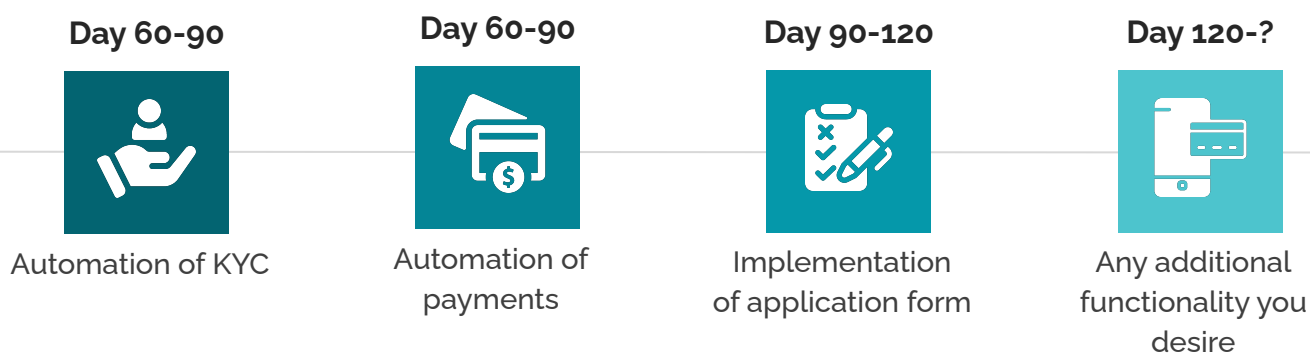 Day 60-90
Automation of KYC
Day 60-90
$
Automation of
payments
Day 90-120
Implementation
of application form
Day 120-?
Any additional
functionality you
desire